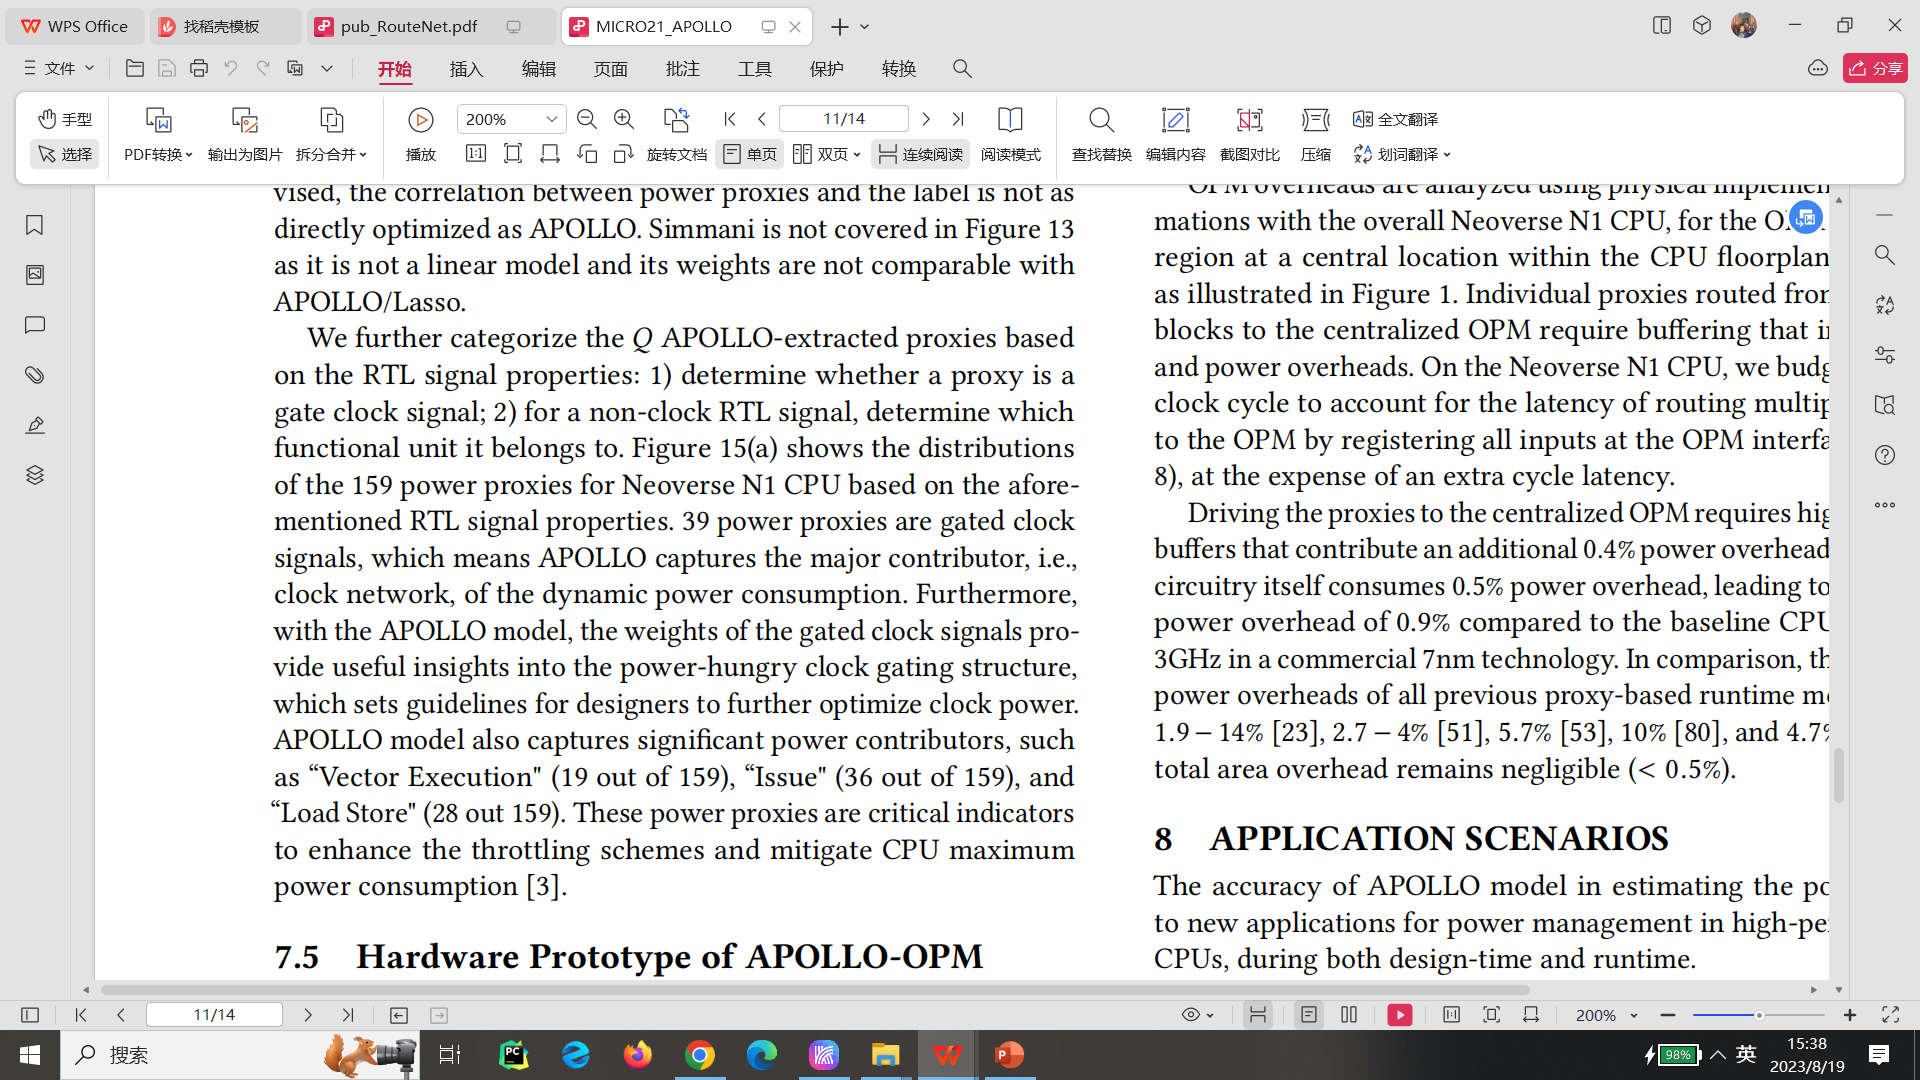 WPS Office
找稻壳模板
pub_RouteNet.pdf
MICRO21_APOLLO
文件
开始
插入
编辑
页面
批注
工具
保护
转换
分享
手型
选择
PDF转换
输出为图片
拆分合并
播放
200%
11/14
旋转文档
单页
双页
连续阅读
阅读模式
查找替换
编辑内容
截图对比
压缩
全文翻译
划词翻译
vised, the correlation between power proxies and the label is not as
directly optimized as APOLLO. Simmani is not covered in Figure 13
as it is not a linear model and its weights are not comparable with
APOLLO/Lasso.
We further categorize the Q APOLLO-extracted proxies based
on the RTL signal properties: 1) determine whether a proxy is a
gate clock signal; 2) for a non-clock RTL signal, determine which
functional unit it belongs to. Figure 15(a) shows the distributions
of the 159 power proxies for Neoverse N1 CPU based on the afore-
mentioned RTL signal properties. 39 power proxies are gated clock
signals, which means APOLLO captures the major contributor, i.e.,
clock network, of the dynamic power consumption. Furthermore,
with the APOLLO model, the weights of the gated clock signals pro-
vide useful insights into the power-hungry clock gating structure,
which sets guidelines for designers to further optimize clock power.
APOLLO model also captures significant power contributors, such
as “Vector Execution" (19 out of 159), “Issue" (36 out of 159), and
“Load Store" (28 out 159). These power proxies are critical indicators
to enhance the throttling schemes and mitigate CPU maximum
power consumption [3].
7.5 Hardware Prototype of APOLLO-OPM
OPM overheads are analyzed using physical implemen
mations with the overall Neoverse N1 CPU, for the
region at a central location within the CPU floorplan
as illustrated in Figure 1. Individual proxies routed from
blocks to the centralized OPM require buffering that
and power overheads. On the Neoverse N1 CPU, we budg
clock cycle to account for the latency of routing multip
to the OPM by registering all inputs at the OPM interfa
8), at the expense of an extra cycle latency.
Driving the proxies to the centralized OPM requires hig
buffers that contribute an additional 0.4% power overhead
circuitry itself consumes 0.5% power overhead, leading to
power overhead of 0.9% compared to the baseline CPU
3GHz in a commercial 7nm technology. In comparison, th
power overheads of all previous proxy-based runtime m
1.9 – 14% [23], 2.7 – 4% [51], 5.7% [53], 10% [80], and 4.7%
total area overhead remains negligible (< 0.5%).
8 APPLICATION SCENARIOS
The accuracy of APOLLO model in estimating the po
to new applications for power management in high-pe
CPUs, during both design-time and runtime.
11/14
200%
搜索
98%
英
15:38
2023/8/19